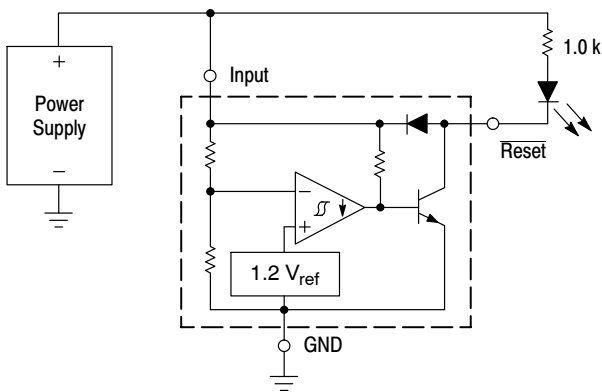 +
Power
Supply
−
Input
1.0 k
Reset
−
+
1.2 Vref
GND